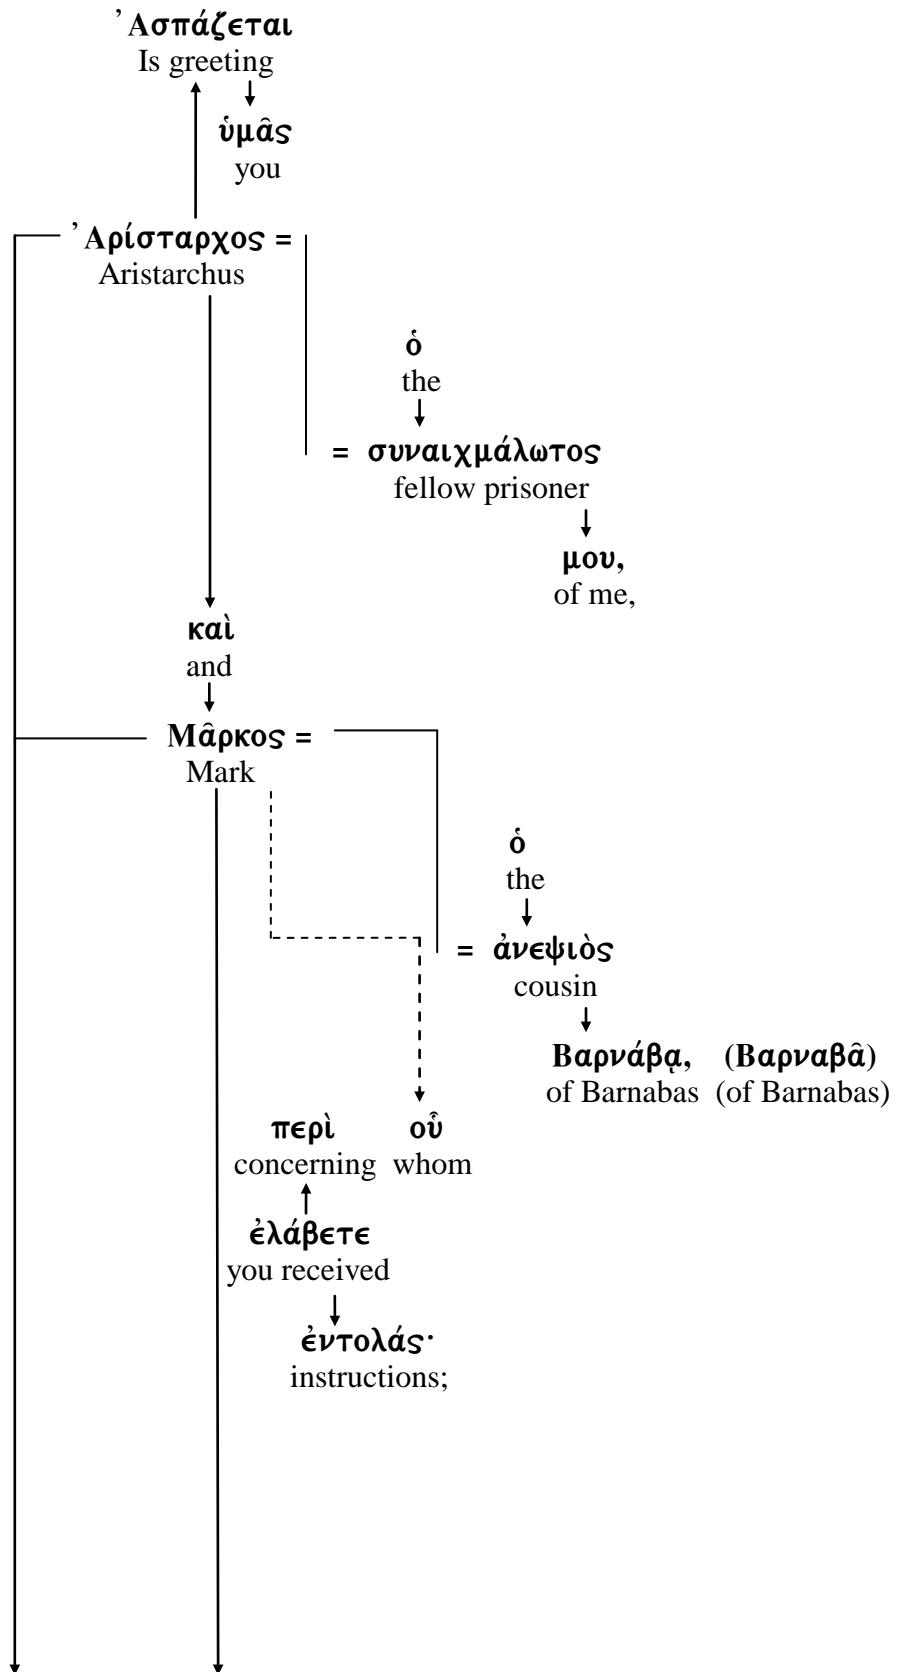 ᾿Ασπάζεται
Is greeting
ὑμᾶς
you
᾿Αρίσταρχος =
Aristarchus
ὁ
the
= συναιχμάλωτος
fellow prisoner
μου,
of me,
καὶ
and
Μᾶρκος =
Mark
ὁ
the
= ἀνεψιὸς
cousin
Βαρνάβᾳ, (Βαρναβᾶ)
of Barnabas (of Barnabas)
περὶ οὗ
concerning whom
ἐλάβετε
you received
ἐντολάς·
instructions;